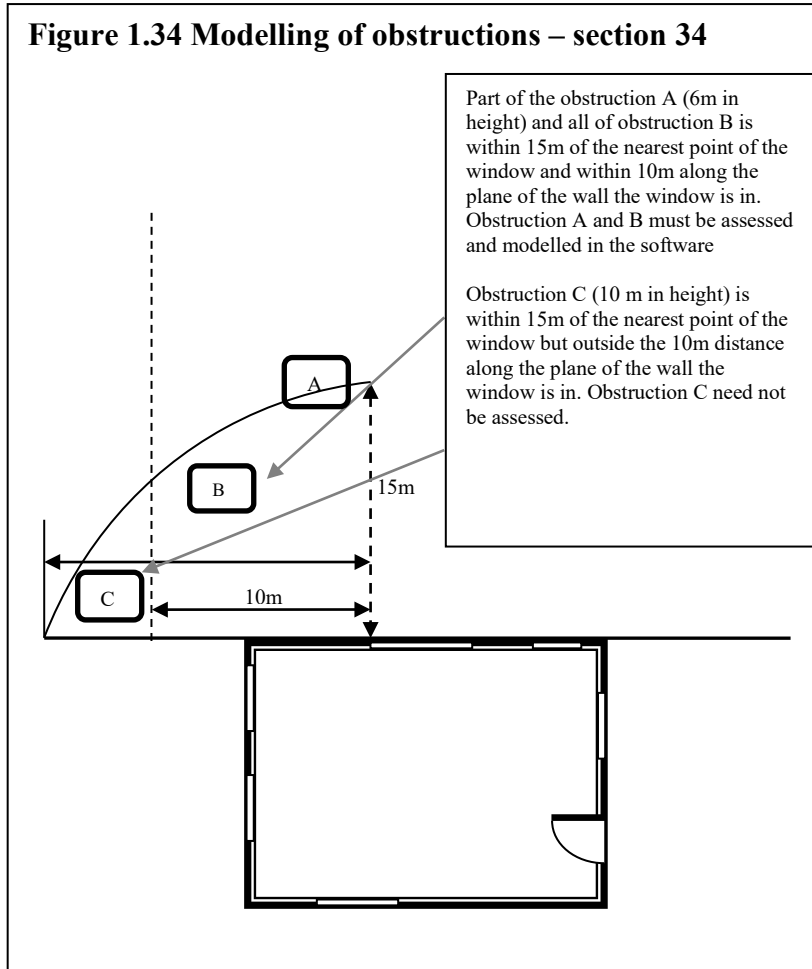 Figure 1.34 Modelling of obstructions – section 34
Part of the obstruction A (6m in
height) and all of obstruction B is
within 15m of the nearest point of the
window and within 10m along the
plane of the wall the window is in.
Obstruction A and B must be assessed
and modelled in the software
Obstruction C (10 m in height) is
within 15m of the nearest point of the
window but outside the 10m distance
along the plane of the wall the
window is in. Obstruction C need not
be assessed.
A
B
15m
C
10m